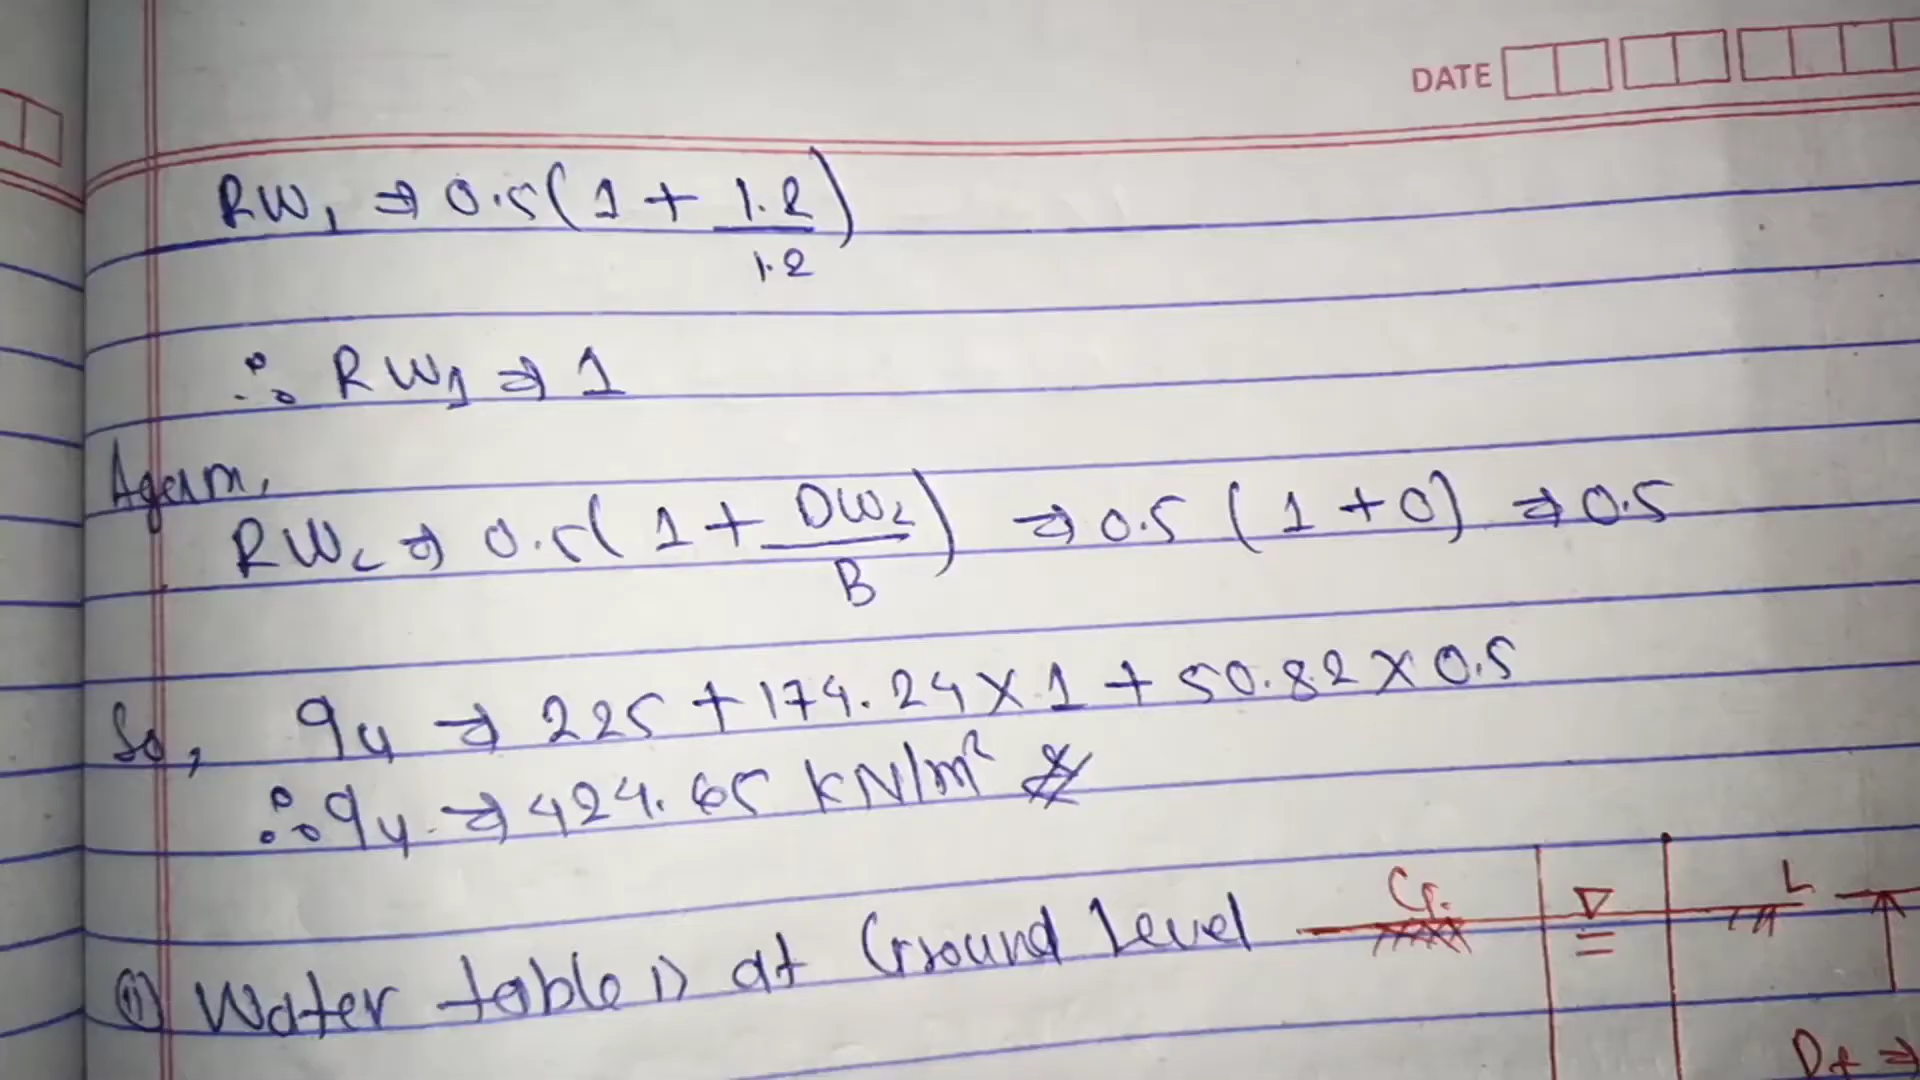 DATE
RW₁ ⇒ 0.5(1 + 1.2/1.2)
∴ RW₁ ⇒ 1
Again,
RW₂ ⇒ 0.5(1 + DW₂/B) ⇒ 0.5(1+0) ⇒ 0.5
So, qu ⇒ 225 + 174.24×1 + 50.82×0.5
∴ qu ⇒ 424.65 KN/m²
(ii) Water table is at Ground Level
G. L
Df ⇒